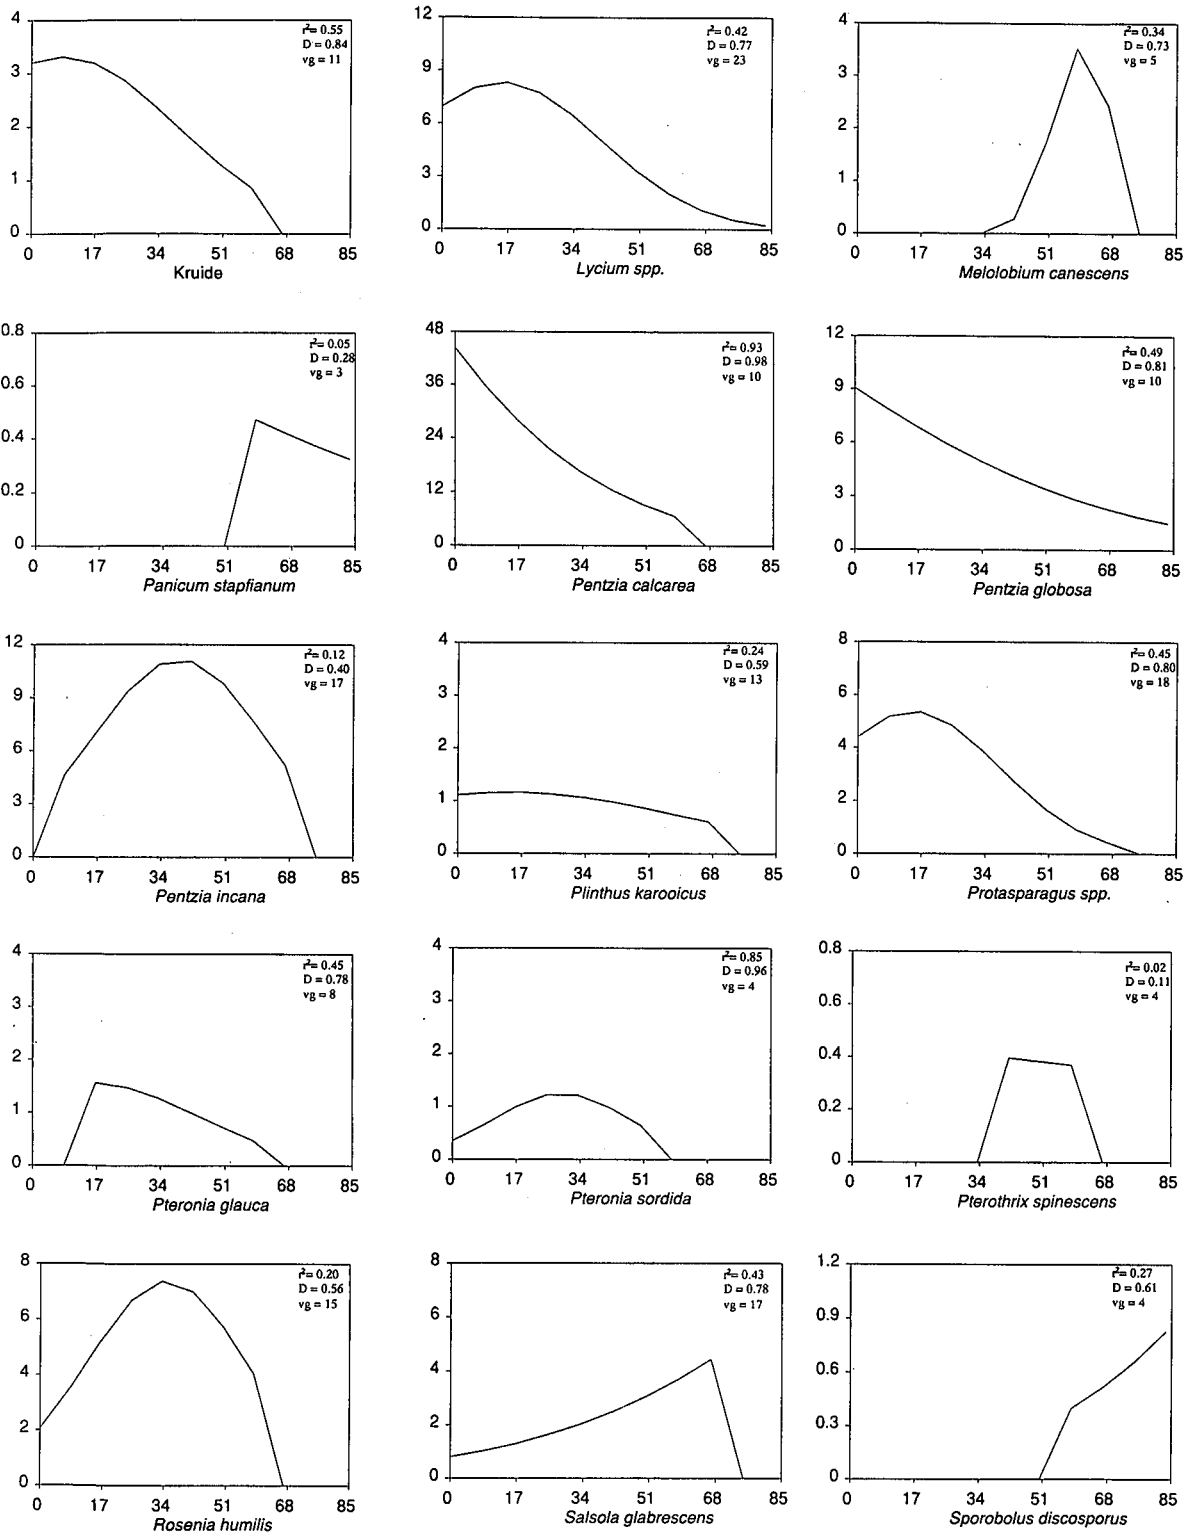 4
3
2
1
0
r²= 0.55
D = 0.84
vg = 11
0 17 34 51 68 85
Kruide
12
9
6
3
0
r²= 0.42
D = 0.77
vg = 23
0 17 34 51 68 85
Lycium spp.
4
3
2
1
0
r²= 0.34
D = 0.73
vg = 5
0 17 34 51 68 85
Melolobium canescens
0.8
0.6
0.4
0.2
0
r²= 0.05
D = 0.28
vg = 3
0 17 34 51 68 85
Panicum stapfianum
48
36
24
12
0
r²= 0.93
D = 0.98
vg = 10
0 17 34 51 68 85
Pentzia calcarea
12
9
6
3
0
r²= 0.49
D = 0.81
vg = 10
0 17 34 51 68 85
Pentzia globosa
12
9
6
3
0
r²= 0.12
D = 0.40
vg = 17
0 17 34 51 68 85
Pentzia incana
4
3
2
1
0
r²= 0.24
D = 0.59
vg = 13
0 17 34 51 68 85
Plinthus karooicus
8
6
4
2
0
r²= 0.45
D = 0.80
vg = 18
0 17 34 51 68 85
Protasparagus spp.
4
3
2
1
0
r²= 0.45
D = 0.78
vg = 8
0 17 34 51 68 85
Pteronia glauca
4
3
2
1
0
r²= 0.85
D = 0.96
vg = 4
0 17 34 51 68 85
Pteronia sordida
0.8
0.6
0.4
0.2
0
r²= 0.02
D = 0.11
vg = 4
0 17 34 51 68 85
Pterothrix spinescens
8
6
4
2
0
r²= 0.20
D = 0.56
vg = 15
0 17 34 51 68 85
Rosenia humilis
8
6
4
2
0
r²= 0.43
D = 0.78
vg = 17
0 17 34 51 68 85
Salsola glabrescens
1.2
0.9
0.6
0.3
0
r²= 0.27
D = 0.61
vg = 4
0 17 34 51 68 85
Sporobolus discosporus